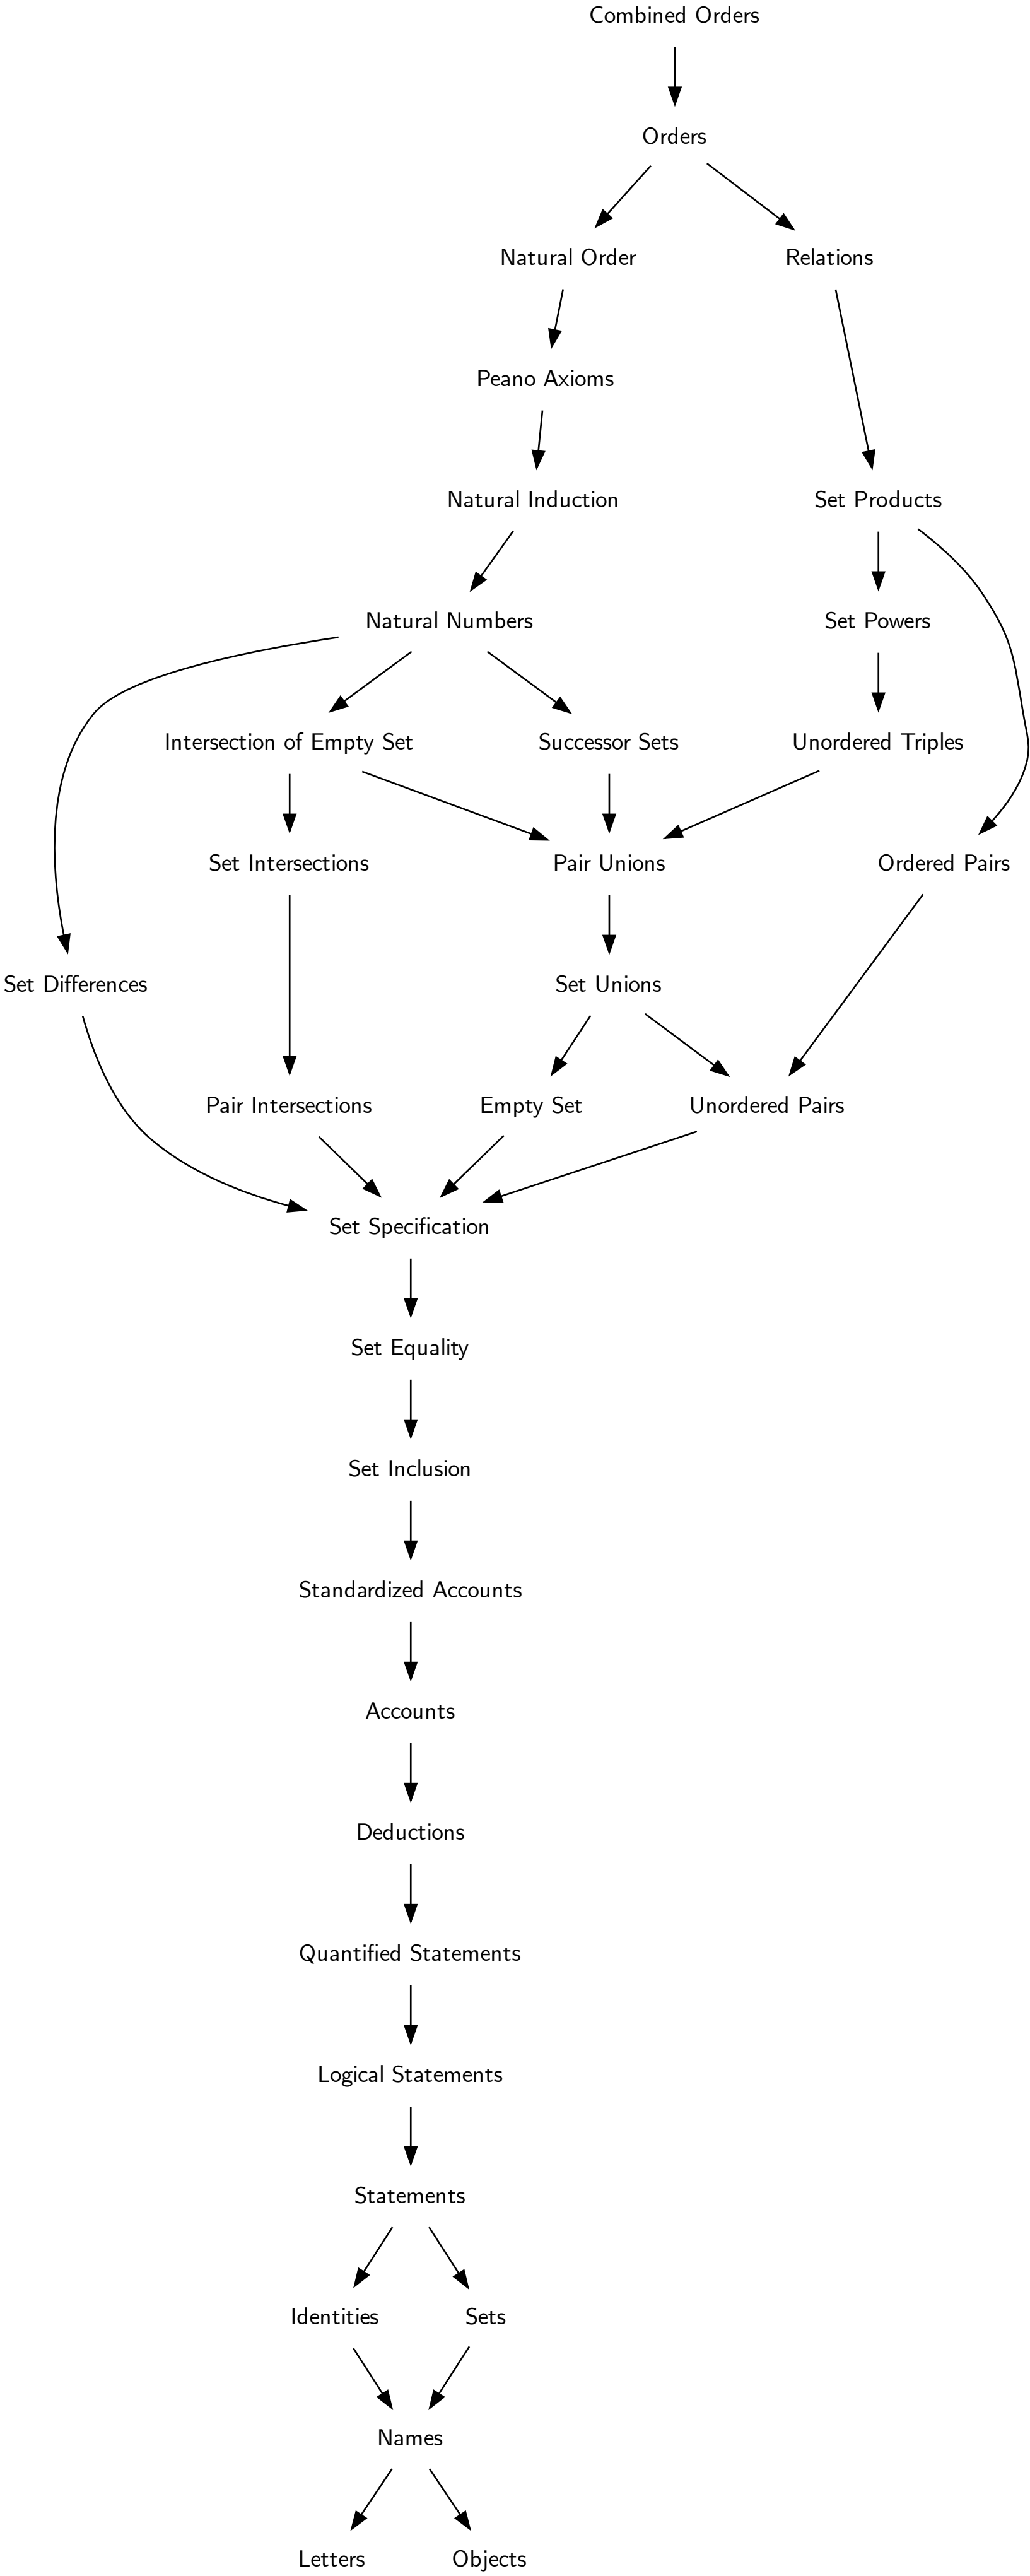 Combined Orders
Orders
Natural Order
Relations
Peano Axioms
Natural Induction
Set Products
Natural Numbers
Set Powers
Intersection of Empty Set
Successor Sets
Unordered Triples
Set Intersections
Pair Unions
Ordered Pairs
Set Differences
Set Unions
Pair Intersections
Empty Set
Unordered Pairs
Set Specification
Set Equality
Set Inclusion
Standardized Accounts
Accounts
Deductions
Quantified Statements
Logical Statements
Statements
Identities
Sets
Names
Letters
Objects